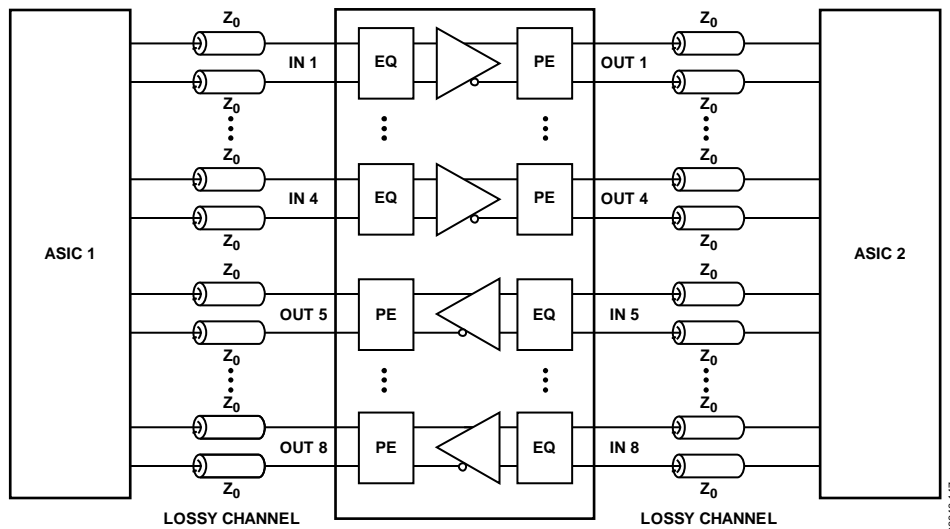 Z0 Z0
IN 1 EQ PE OUT 1
Z0 Z0
Z0 Z0
IN 4 EQ PE OUT 4
Z0 Z0
ASIC 1 ASIC 2
Z0 Z0
OUT 5 PE EQ IN 5
Z0 Z0
Z0 Z0
OUT 8 PE EQ IN 8
Z0 Z0
LOSSY CHANNEL LOSSY CHANNEL